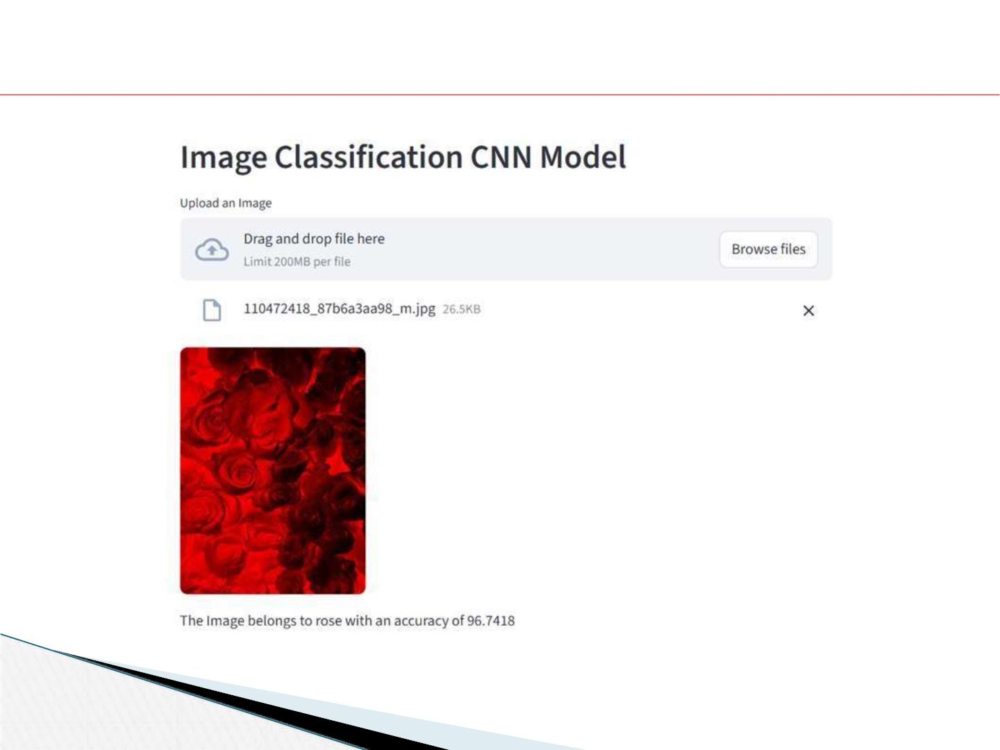 Image Classification CNN Model
Upload an Image
Drag and drop file here
Limit 200MB per file
Browse files
110472418_87b6a3aa98_m.jpg 26.5KB
The Image belongs to rose with an accuracy of 96.7418